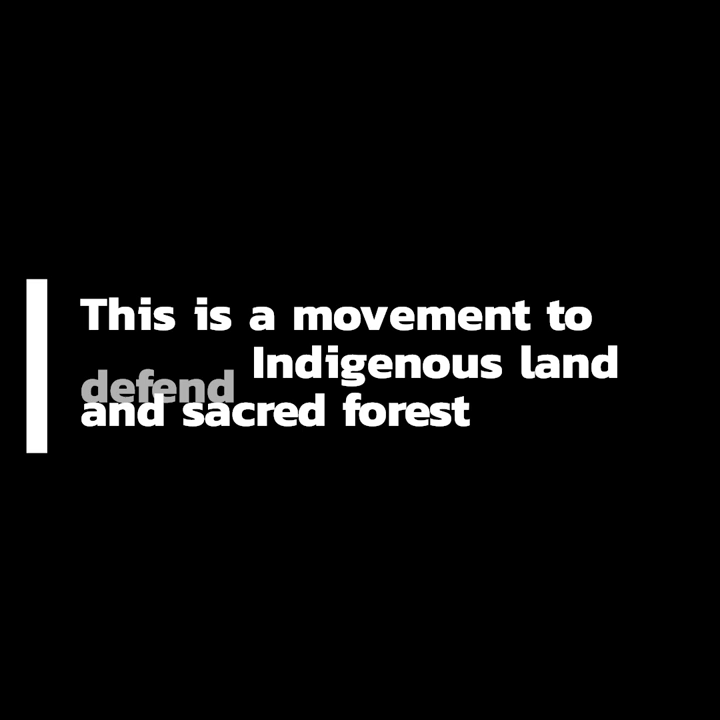 This is a movement to
defend Indigenous land
and sacred forest